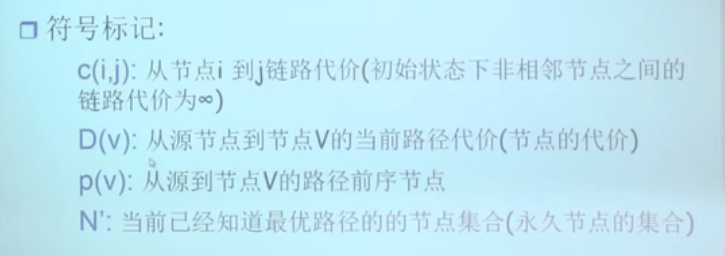 符号标记:
c(i,j): 从节点i 到j链路代价(初始状态下非相邻节点之间的
链路代价为∞)
D(v): 从源节点到节点V的当前路径代价(节点的代价)
p(v): 从源到节点V的路径前序节点
N’: 当前已经知道最优路径的的节点集合(永久节点的集合)